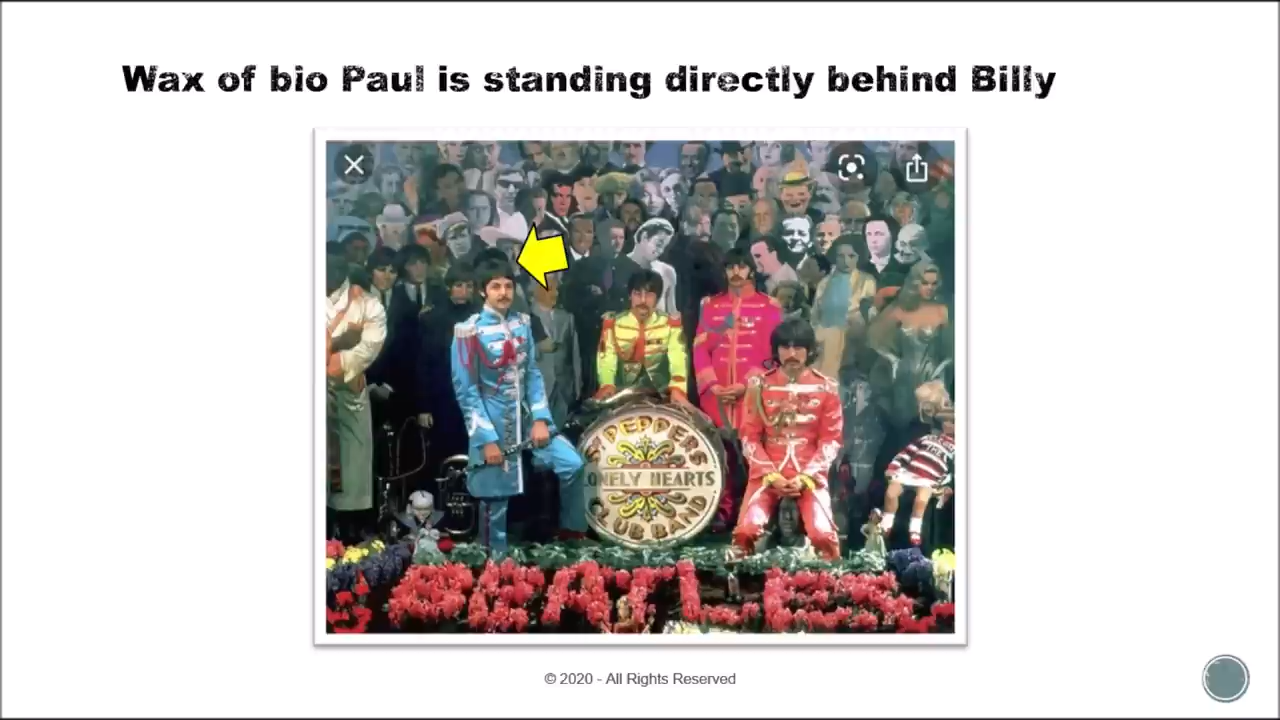 Wax of bio Paul is standing directly behind Billy
SGT PEPPERS
LONELY HEARTS
CLUB BAND
BEATLES
© 2020 - All Rights Reserved